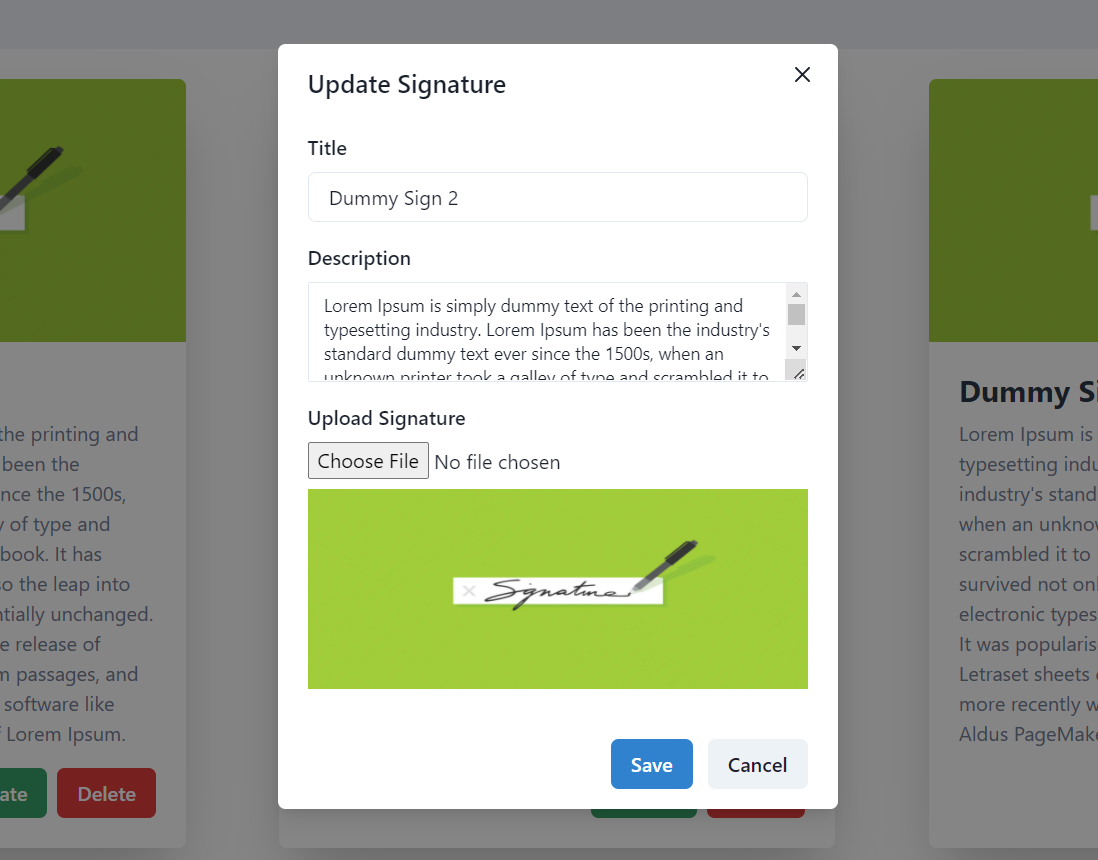 Update Signature
Title
Dummy Sign 2
Description
Lorem Ipsum is simply dummy text of the printing and
typesetting industry. Lorem Ipsum has been the industry's
standard dummy text ever since the 1500s, when an
unknown printer took a galley of type and scrambled it to
Upload Signature
Choose File No file chosen
Signature
Save Cancel
the printing and
been the
nce the 1500s,
of type and
book. It has
so the leap into
ntially unchanged.
e release of
m passages, and
software like
f Lorem Ipsum.
ate Delete
Dummy Si
Lorem Ipsum is
typesetting indu
industry's stand
when an unknow
scrambled it to
survived not onl
electronic types
It was popularis
Letraset sheets
more recently w
Aldus PageMake